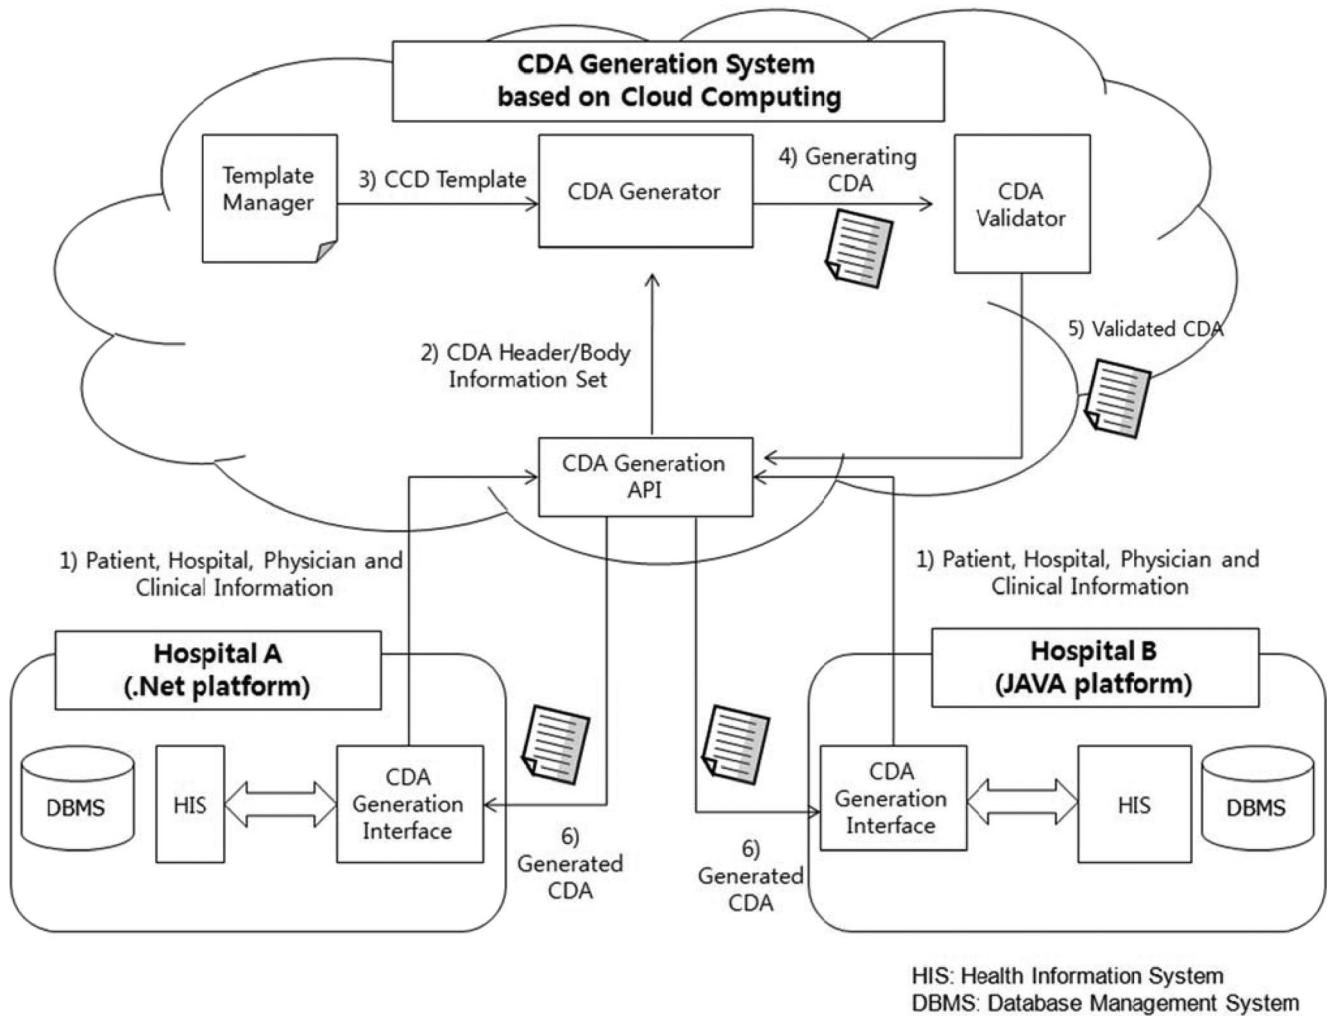 CDA Generation System
based on Cloud Computing
Template
Manager
3) CCD Template
CDA Generator
4) Generating
CDA
CDA
Validator
2) CDA Header/Body
Information Set
5) Validated CDA
CDA Generation
API
1) Patient, Hospital, Physician and
Clinical Information
1) Patient, Hospital, Physician and
Clinical Information
Hospital A
(.Net platform)
DBMS
HIS
CDA
Generation
Interface
6)
Generated
CDA
6)
Generated
CDA
Hospital B
(JAVA platform)
CDA
Generation
Interface
HIS
DBMS
HIS: Health Information System
DBMS: Database Management System